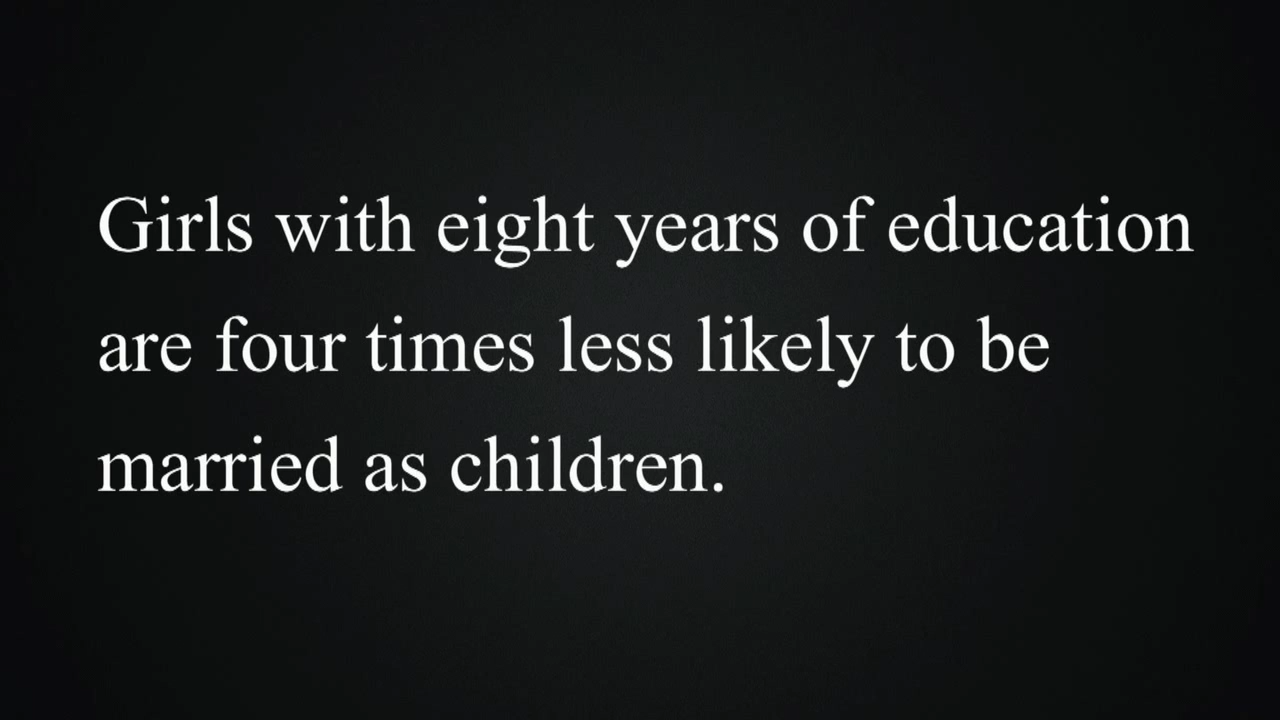 Girls with eight years of education
are four times less likely to be
married as children.